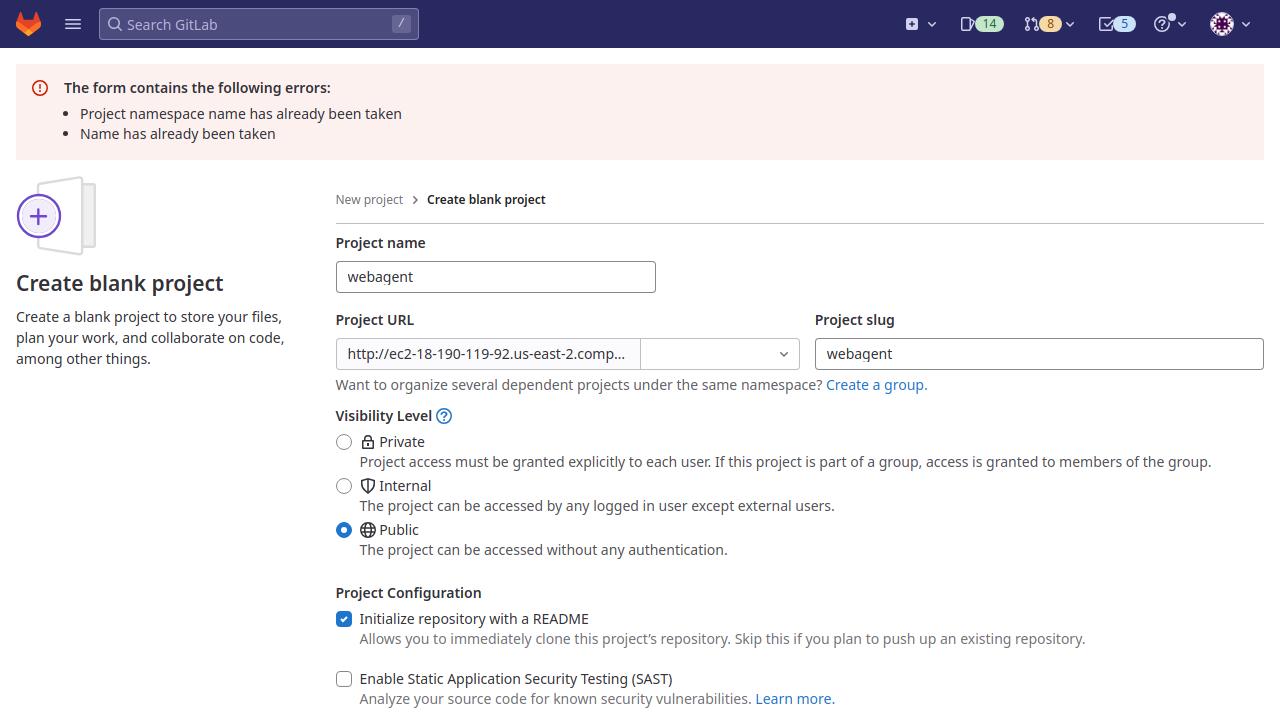 Search GitLab
/
14
8
5
The form contains the following errors:
Project namespace name has already been taken
Name has already been taken
New project
Create blank project
Create blank project
Create a blank project to store your files,
plan your work, and collaborate on code,
among other things.
Project name
webagent
Project URL
Project slug
http://ec2-18-190-119-92.us-east-2.comp...
webagent
Want to organize several dependent projects under the same namespace? Create a group.
Visibility Level
Private
Project access must be granted explicitly to each user. If this project is part of a group, access is granted to members of the group.
Internal
The project can be accessed by any logged in user except external users.
Public
The project can be accessed without any authentication.
Project Configuration
Initialize repository with a README
Allows you to immediately clone this project's repository. Skip this if you plan to push up an existing repository.
Enable Static Application Security Testing (SAST)
Analyze your source code for known security vulnerabilities. Learn more.